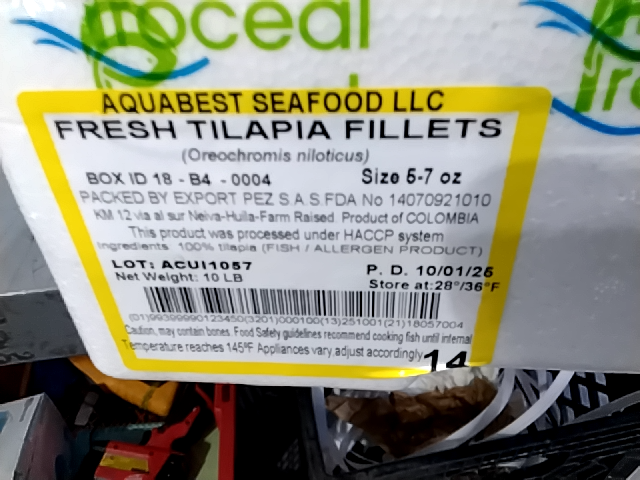 oceal
AQUABEST SEAFOOD LLC
FRESH TILAPIA FILLETS
(Oreochromis niloticus)
BOX ID 18 - B4 - 0004 Size 5-7 oz
PACKED BY EXPORT PEZ S.A.S.FDA No 14070921010
KM 12 via al sur Neiva-Huila-Farm Raised. Product of COLOMBIA
This product was processed under HACCP system
Ingredients: 100% tilapia (FISH / ALLERGEN PRODUCT)
LOT: ACUI1057 P. D. 10/01/25
Net Weight: 10 LB Store at:28°/36°F
(01)99399990123450(3201)000100(13)251001(21)18057004
Caution, may contain bones. Food Safety guidelines recommend cooking fish until internal
Temperature reaches 145ºF Appliances vary,adjust accordingly
14